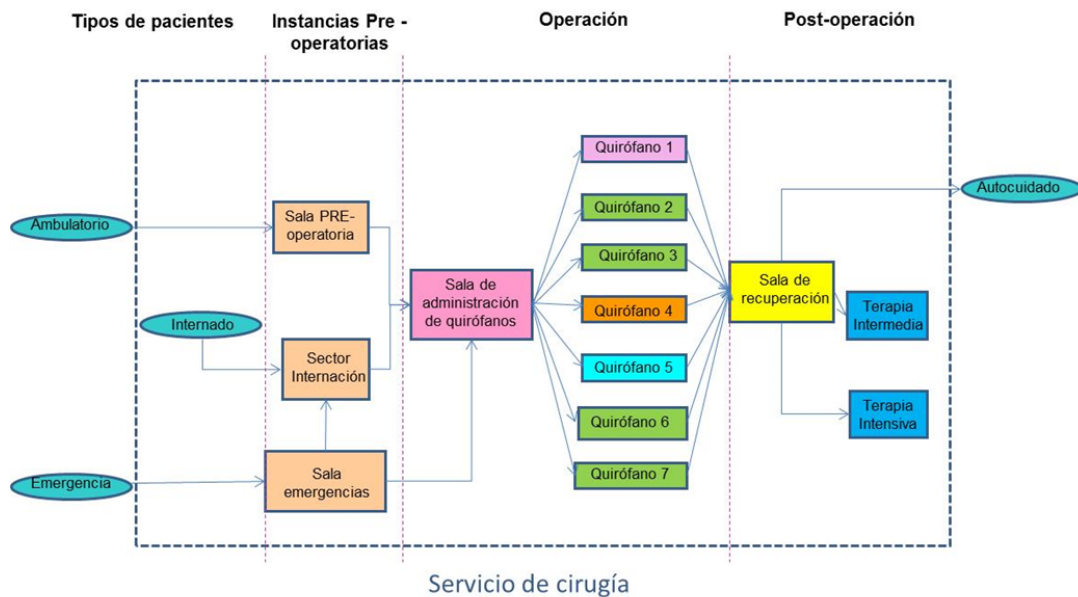 Tipos de pacientes
Instancias Pre -
operatorias
Operación
Post-operación
Ambulatorio
Internado
Emergencia
Sala PRE-
operatoria
Sector
Internación
Sala
emergencias
Sala de
administración
de quirófanos
Quirófano 1
Quirófano 2
Quirófano 3
Quirófano 4
Quirófano 5
Quirófano 6
Quirófano 7
Sala de
recuperación
Autocuidado
Terapia
Intermedia
Terapia
Intensiva
Servicio de cirugía